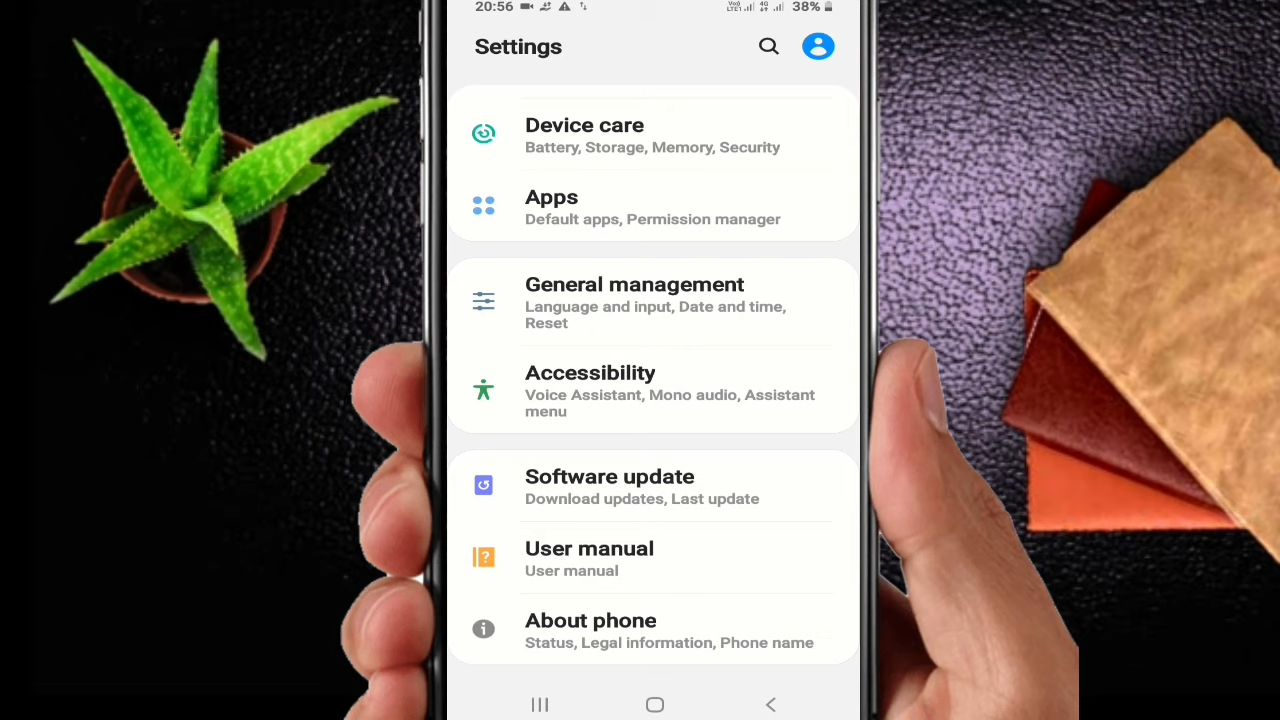 20:56 38%
Settings
Device care
Battery, Storage, Memory, Security
Apps
Default apps, Permission manager
General management
Language and input, Date and time,
Reset
Accessibility
Voice Assistant, Mono audio, Assistant
menu
Software update
Download updates, Last update
User manual
User manual
About phone
Status, Legal information, Phone name